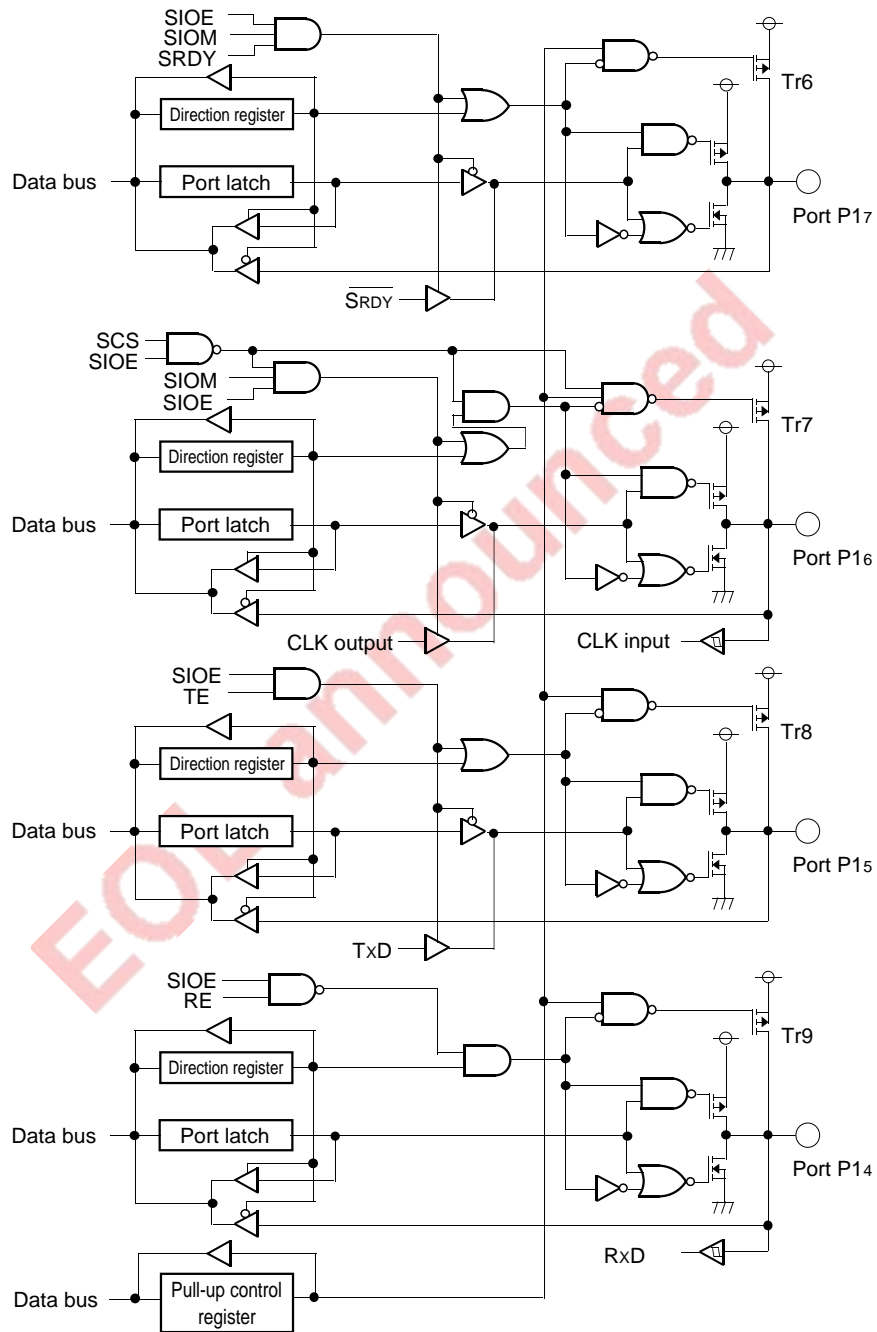 SIOE
SIOM
SRDY
Direction register
Tr6
Data bus
Port latch
Port P17
SRDY
SCS
SIOE
SIOM
SIOE
Direction register
Tr7
Data bus
Port latch
Port P16
CLK output
CLK input
SIOE
TE
Direction register
Tr8
Data bus
Port latch
Port P15
TxD
SIOE
RE
Direction register
Tr9
Data bus
Port latch
Port P14
RxD
Data bus
Pull-up control
register
EOL announced